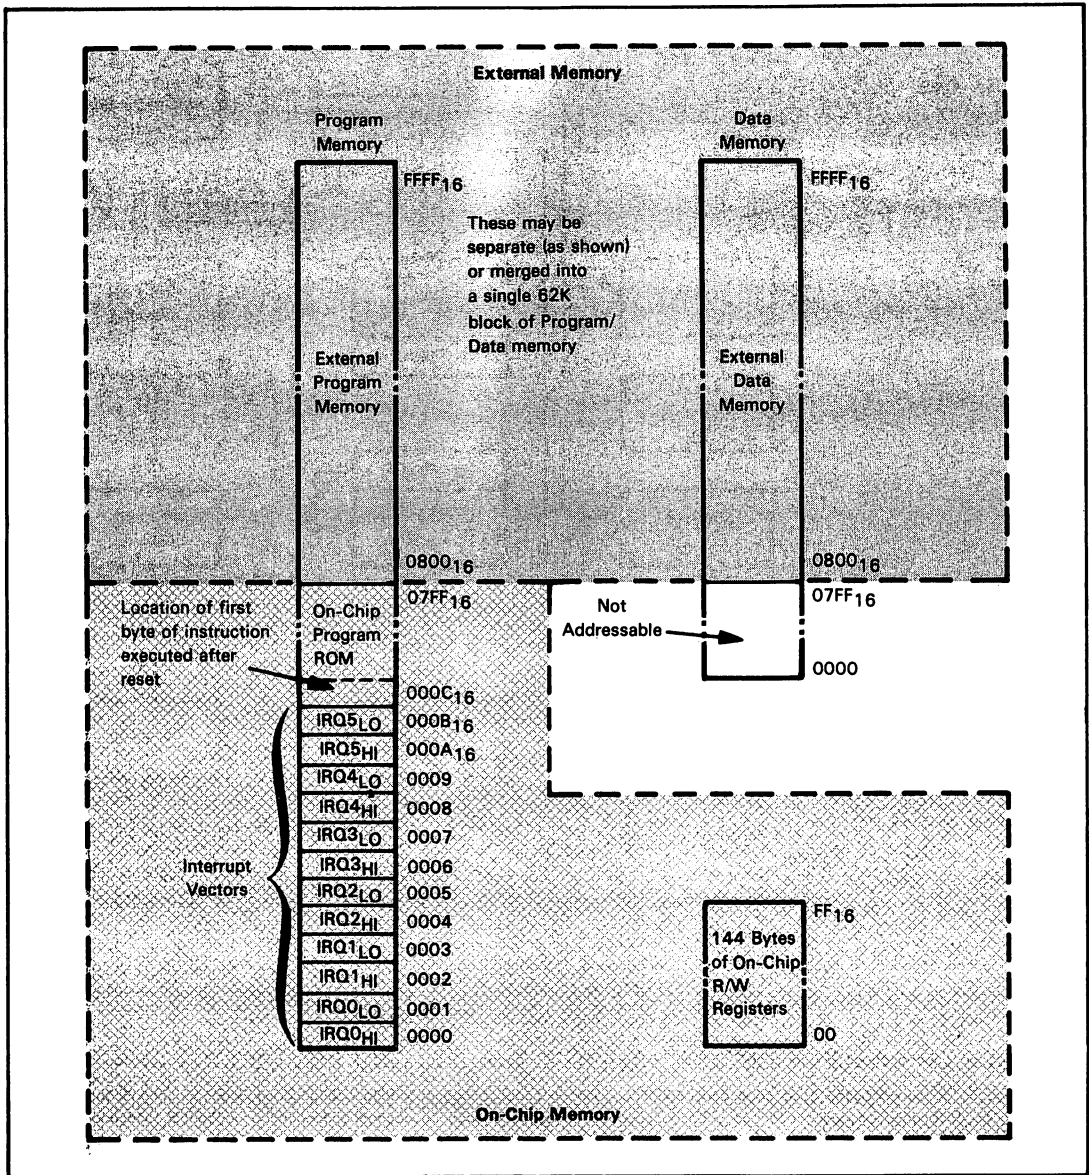 External Memory
Program
Memory
FFFF16
These may be
separate (as shown)
or merged into
a single 62K
block of Program/
Data memory
External
Program
Memory
080016
Data
Memory
FFFF16
External
Data
Memory
080016
Location of first
byte of instruction
executed after
reset
On-Chip
Program
ROM
07FF16
000C16
Not
Addressable
07FF16
0000
Interrupt
Vectors
IRQ5LO 000B16
IRQ5HI 000A16
IRQ4LO 0009
IRQ4HI 0008
IRQ3LO 0007
IRQ3HI 0006
IRQ2LO 0005
IRQ2HI 0004
IRQ1LO 0003
IRQ1HI 0002
IRQ0LO 0001
IRQ0HI 0000
FF16
144 Bytes
of On-Chip
R/W
Registers
00
On-Chip Memory